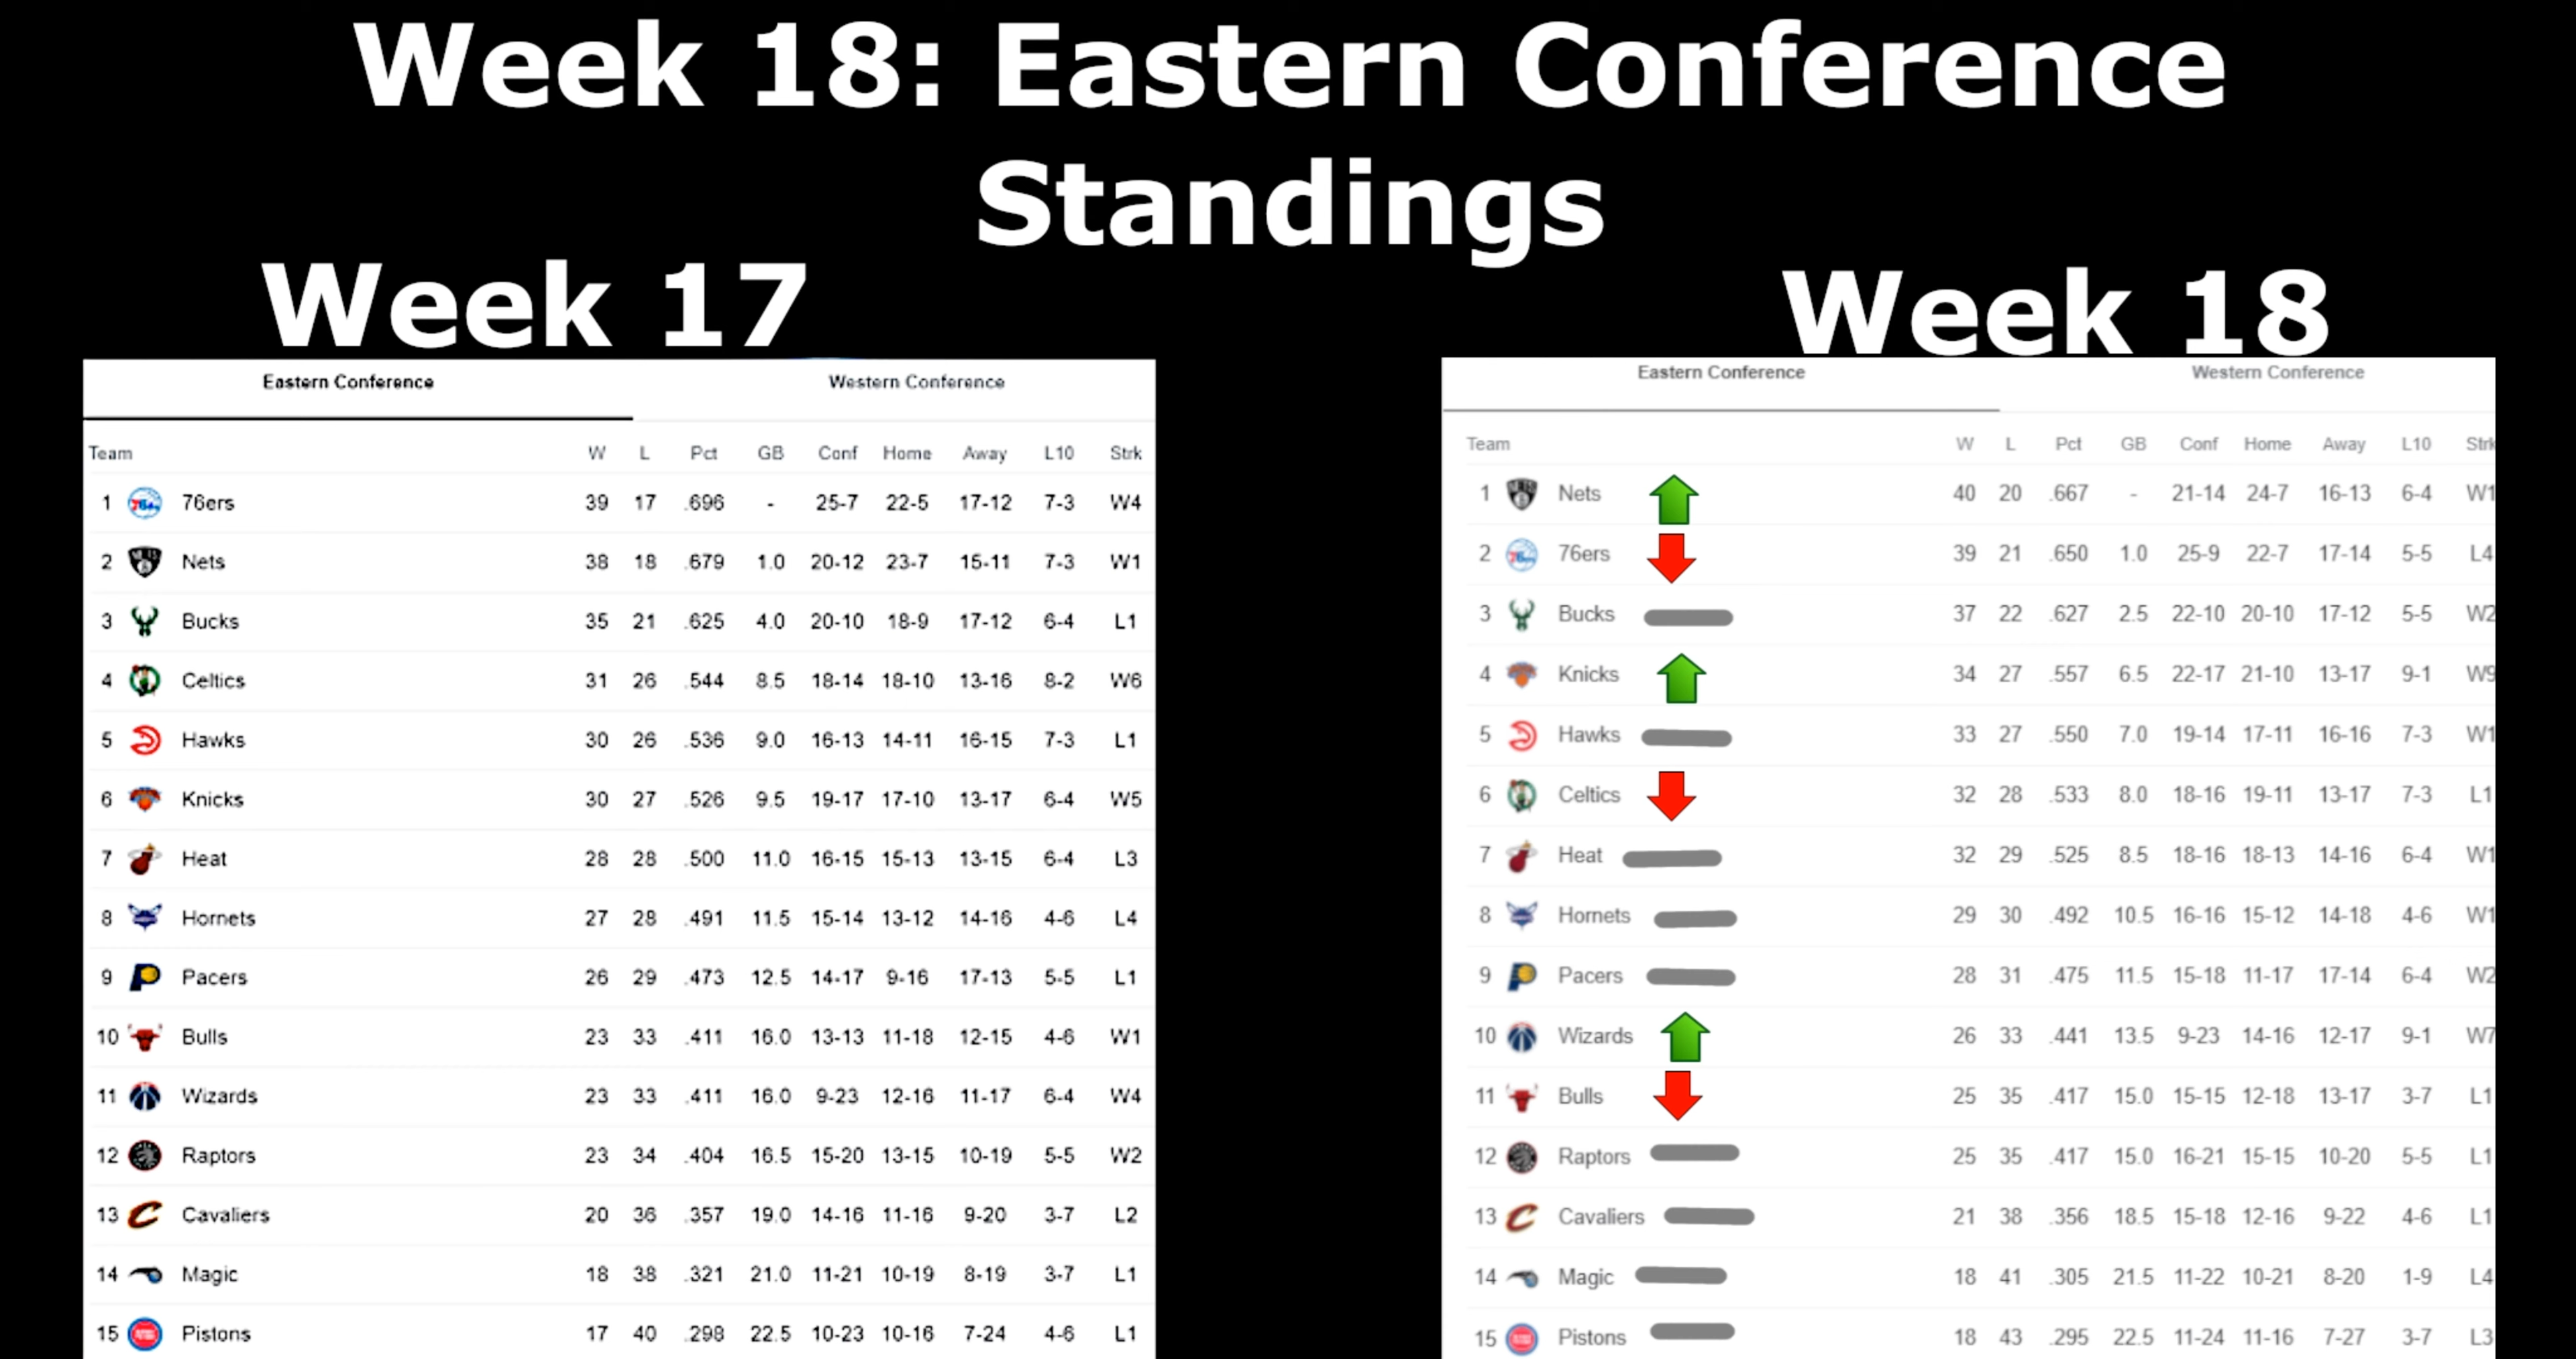 Week 18: Eastern Conference
Standings
Week 17
Week 18
Eastern Conference Western Conference
Team W L Pct GB Conf Home Away L10 Strk
1 76ers 39 17 .696 - 25-7 22-5 17-12 7-3 W4
2 Nets 38 18 .679 1.0 20-12 23-7 15-11 7-3 W1
3 Bucks 35 21 .625 4.0 20-10 18-9 17-12 6-4 L1
4 Celtics 31 26 .544 8.5 18-14 18-10 13-16 8-2 W6
5 Hawks 30 26 .536 9.0 16-13 14-11 16-15 7-3 L1
6 Knicks 30 27 .526 9.5 19-17 17-10 13-17 6-4 W5
7 Heat 28 28 .500 11.0 16-15 15-13 13-15 6-4 L3
8 Hornets 27 28 .491 11.5 15-14 13-12 14-16 4-6 L4
9 Pacers 26 29 .473 12.5 14-17 9-16 17-13 5-5 L1
10 Bulls 23 33 .411 16.0 13-13 11-18 12-15 4-6 W1
11 Wizards 23 33 .411 16.0 9-23 12-16 11-17 6-4 W4
12 Raptors 23 34 .404 16.5 15-20 13-15 10-19 5-5 W2
13 Cavaliers 20 36 .357 19.0 14-16 11-16 9-20 3-7 L2
14 Magic 18 38 .321 21.0 11-21 10-19 8-19 3-7 L1
15 Pistons 17 40 .298 22.5 10-23 10-16 7-24 4-6 L1
Eastern Conference Western Conference
Team W L Pct GB Conf Home Away L10 Strk
1 Nets 40 20 .667 - 21-14 24-7 16-13 6-4 W1
2 76ers 39 21 .650 1.0 25-9 22-7 17-14 5-5 L4
3 Bucks 37 22 .627 2.5 22-10 20-10 17-12 5-5 W2
4 Knicks 34 27 .557 6.5 22-17 21-10 13-17 9-1 W9
5 Hawks 33 27 .550 7.0 19-14 17-11 16-16 7-3 W1
6 Celtics 32 28 .533 8.0 18-16 19-11 13-17 7-3 L1
7 Heat 32 29 .525 8.5 18-16 18-13 14-16 6-4 W1
8 Hornets 29 30 .492 10.5 16-16 15-12 14-18 4-6 W1
9 Pacers 28 31 .475 11.5 15-18 11-17 17-14 6-4 W2
10 Wizards 26 33 .441 13.5 9-23 14-16 12-17 9-1 W7
11 Bulls 25 35 .417 15.0 15-15 12-18 13-17 3-7 L1
12 Raptors 25 35 .417 15.0 16-21 15-15 10-20 5-5 L1
13 Cavaliers 21 38 .356 18.5 15-18 12-16 9-22 4-6 L1
14 Magic 18 41 .305 21.5 11-22 10-21 8-20 1-9 L4
15 Pistons 18 43 .295 22.5 11-24 11-16 7-27 3-7 L3